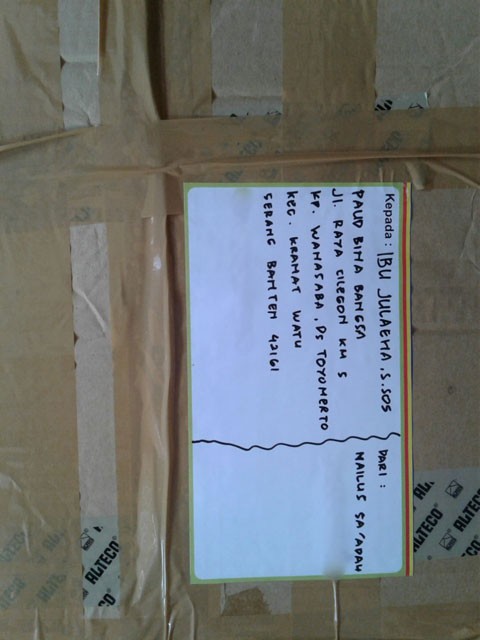 Kepada : IBU JULAEHA, S.SOS
PAUD BINA BANGSA
Jl. RAYA CILEGON KM 5
KP. WANASABA, DS TOYOMERTO
KEC. KRAMAT WATU
SERANG BANTEN 42161
DARI :
NAILUS SA'ADAH
ALTECO
ALTECO
ALTECO